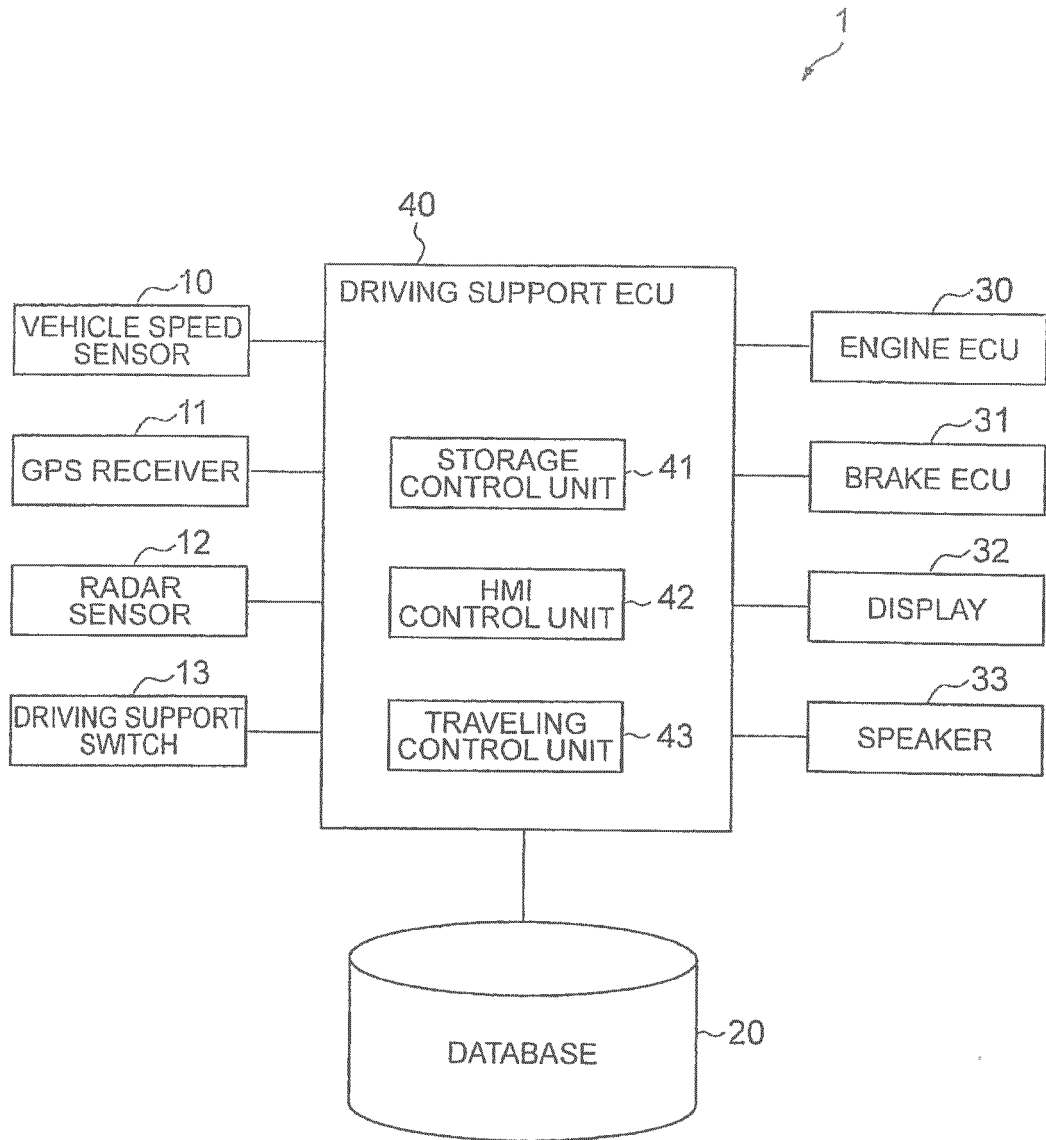 1
40
DRIVING SUPPORT ECU
10
VEHICLE SPEED
SENSOR
11
GPS RECEIVER
12
RADAR
SENSOR
13
DRIVING SUPPORT
SWITCH
STORAGE
CONTROL UNIT
41
HMI
CONTROL UNIT
42
TRAVELING
CONTROL UNIT
43
30
ENGINE ECU
31
BRAKE ECU
32
DISPLAY
33
SPEAKER
DATABASE
20